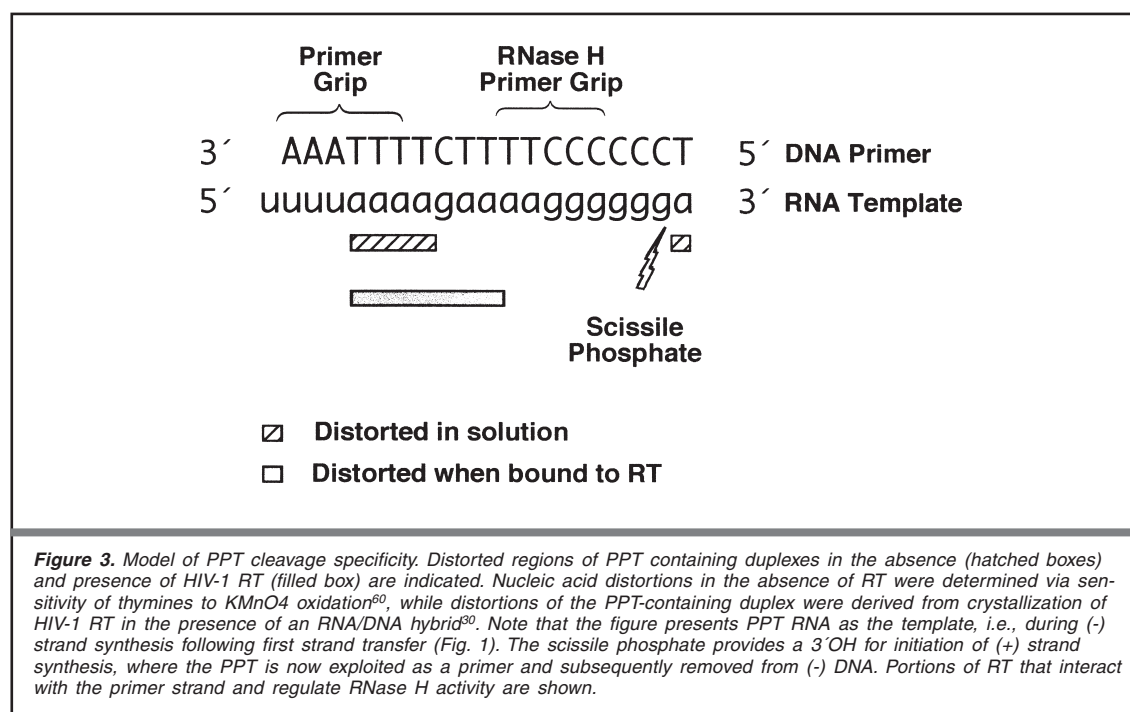 Primer
Grip
RNase H
Primer Grip
3´ AAATTTTCTTTTCCCCCCT 5´ DNA Primer
5´ uuuuaaaagaaaaggggggga 3´ RNA Template
Scissile
Phosphate
Distorted in solution
Distorted when bound to RT
Figure 3. Model of PPT cleavage specificity. Distorted regions of PPT containing duplexes in the absence (hatched boxes)
and presence of HIV-1 RT (filled box) are indicated. Nucleic acid distortions in the absence of RT were determined via sen-
sitivity of thymines to KMnO4 oxidation60, while distortions of the PPT-containing duplex were derived from crystallization of
HIV-1 RT in the presence of an RNA/DNA hybrid30. Note that the figure presents PPT RNA as the template, i.e., during (-)
strand synthesis following first strand transfer (Fig. 1). The scissile phosphate provides a 3´OH for initiation of (+) strand
synthesis, where the PPT is now exploited as a primer and subsequently removed from (-) DNA. Portions of RT that interact
with the primer strand and regulate RNase H activity are shown.